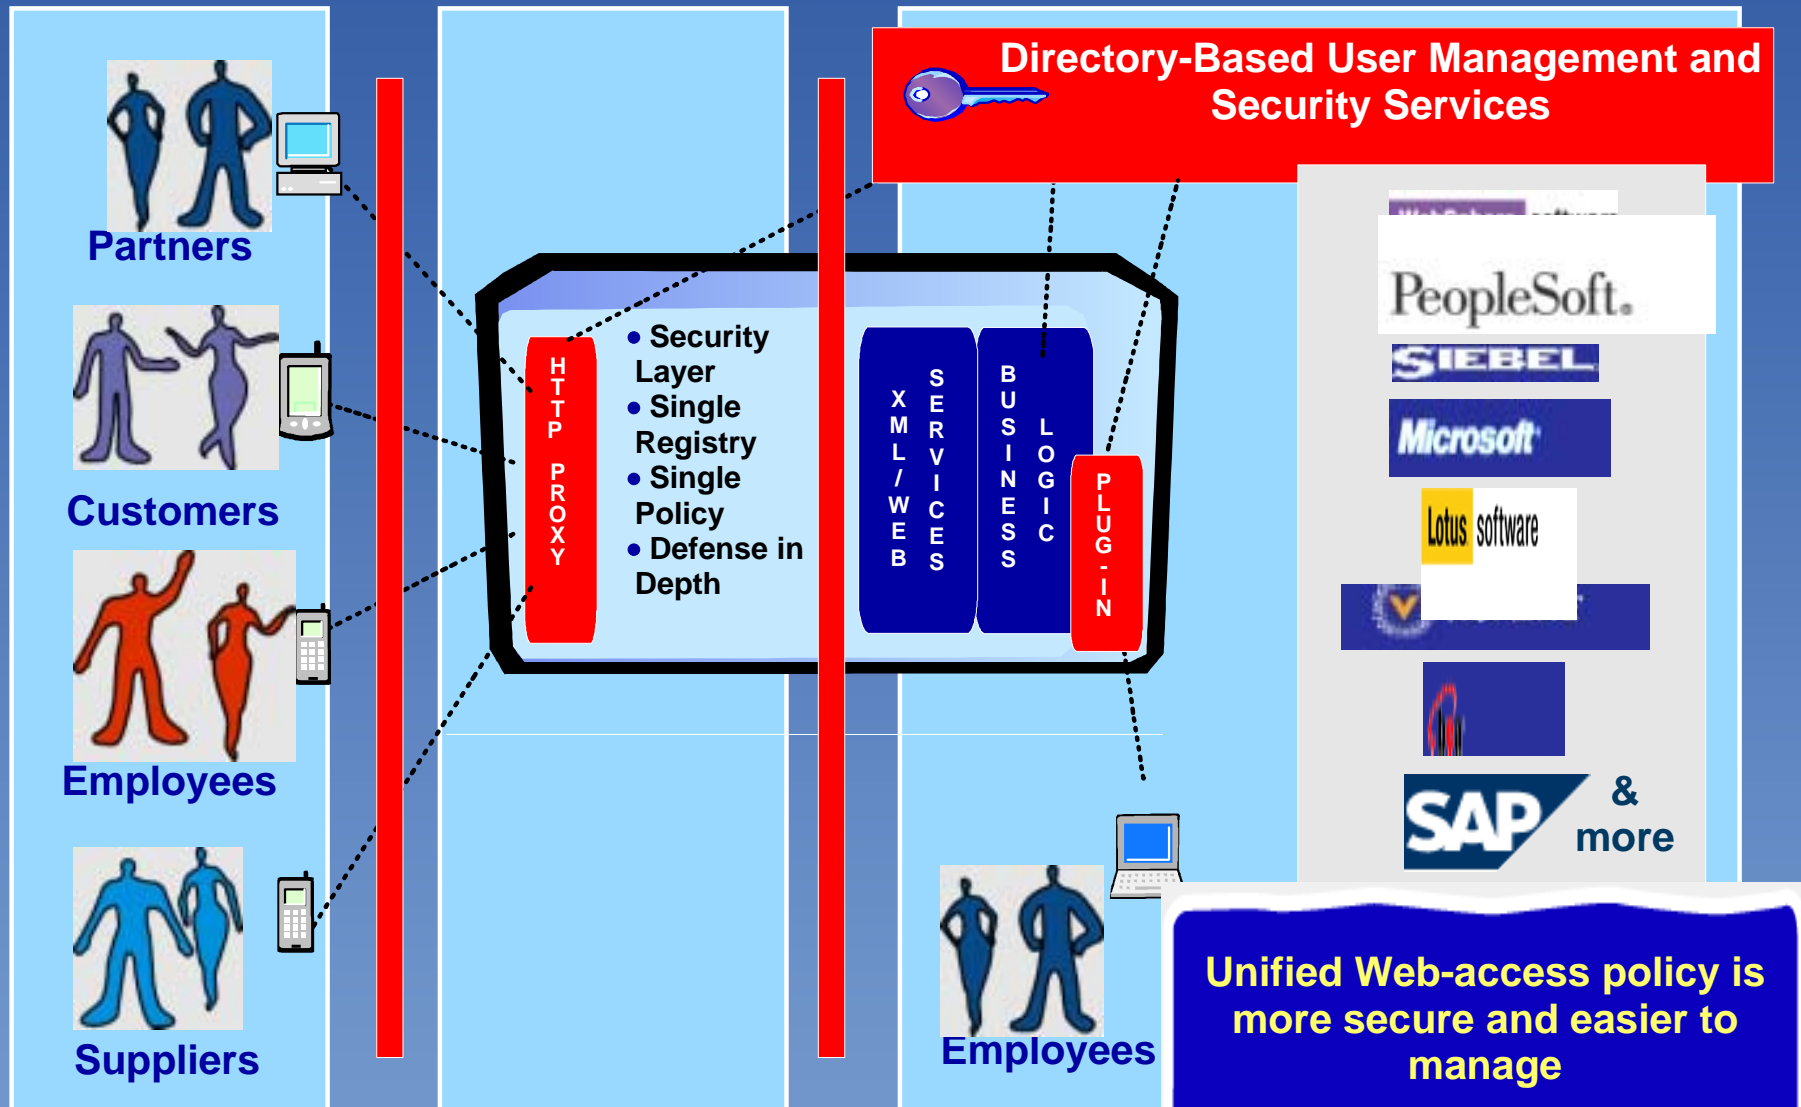 Directory-Based User Management and
Security Services
Partners
Customers
Employees
Suppliers
HTTP PROXY
• Security
Layer
• Single
Registry
• Single
Policy
• Defense in
Depth
XML/WEB
SERVICES
BUSINESS
LOGIC
PLUG-IN
Employees
WebSphere software
PeopleSoft.
SIEBEL
Microsoft
Lotus software
SAP
&
more
Unified Web-access policy is
more secure and easier to
manage